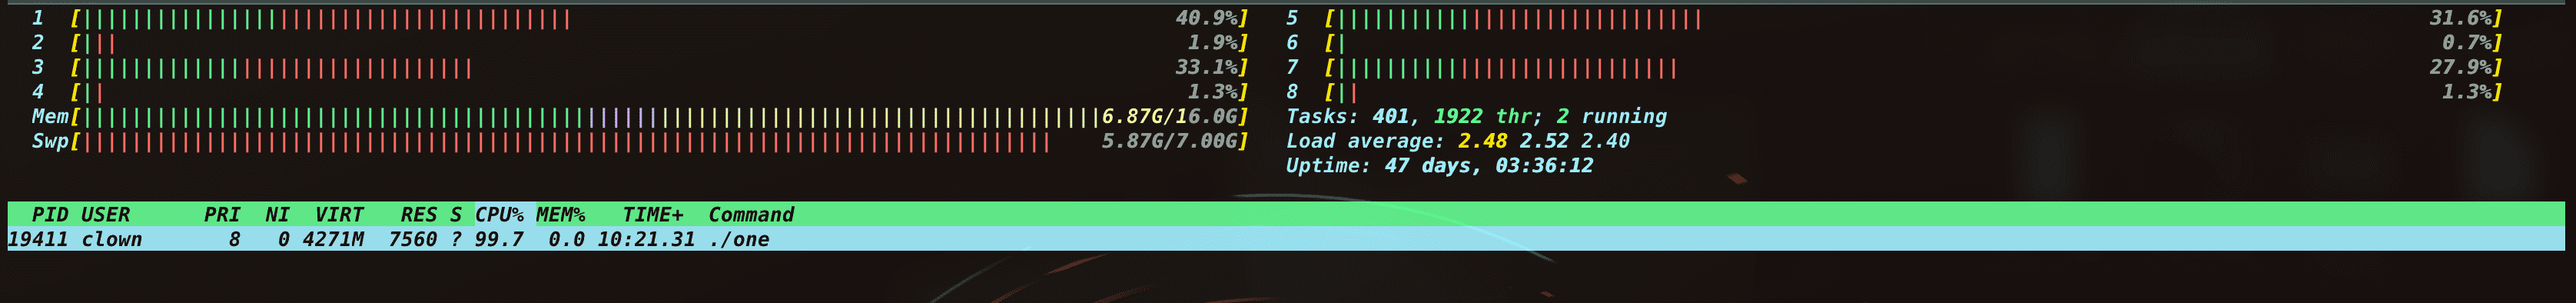 1 [||||||||||||||||||||||||||||||||||||||||40.9%] 5 [||||||||||||||||||||||||||||||31.6%]
2 [||| 1.9%] 6 [| 0.7%]
3 [|||||||||||||||||||||||||||||||| 33.1%] 7 [|||||||||||||||||||||||||||| 27.9%]
4 [|| 1.3%] 8 [|| 1.3%]
Mem[||||||||||||||||||||||||||||||||||||||||||||||||||||||||||||||||||||||||||||||||||6.87G/16.0G] Tasks: 401, 1922 thr; 2 running
Swp[|||||||||||||||||||||||||||||||||||||||||||||||||||||||||||||||||||||||||||||| 5.87G/7.00G] Load average: 2.48 2.52 2.40
Uptime: 47 days, 03:36:12
PID USER PRI NI VIRT RES S CPU% MEM% TIME+ Command
19411 clown 8 0 4271M 7560 ? 99.7 0.0 10:21.31 ./one